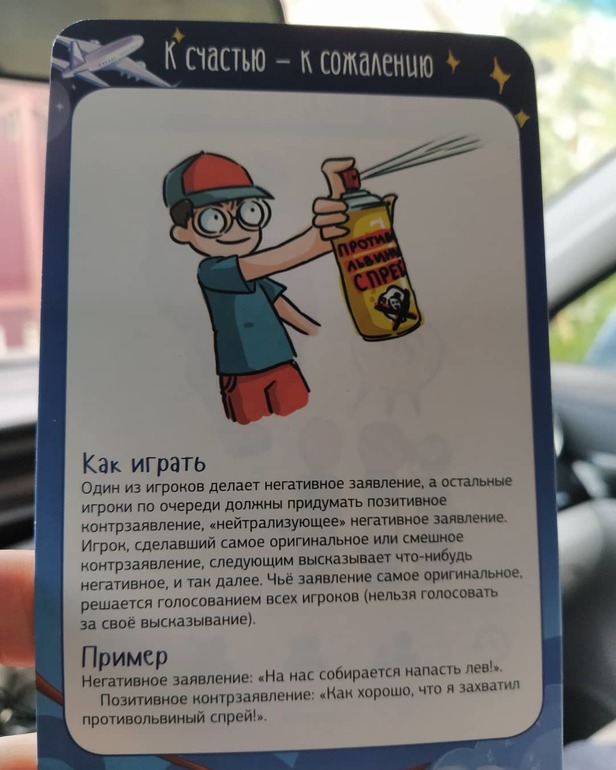 К счастью – к сожалению
ПРОТИВО
ЛЬВИНЫЙ
СПРЕЙ
Как играть
Один из игроков делает негативное заявление, а остальные
игроки по очереди должны придумать позитивное
контрзаявление, «нейтрализующее» негативное заявление.
Игрок, сделавший самое оригинальное или смешное
контрзаявление, следующим высказывает что-нибудь
негативное, и так далее. Чьё заявление самое оригинальное,
решается голосованием всех игроков (нельзя голосовать
за своё высказывание).
Пример
Негативное заявление: «На нас собирается напасть лев!».
Позитивное контрзаявление: «Как хорошо, что я захватил
противольвиный спрей!».